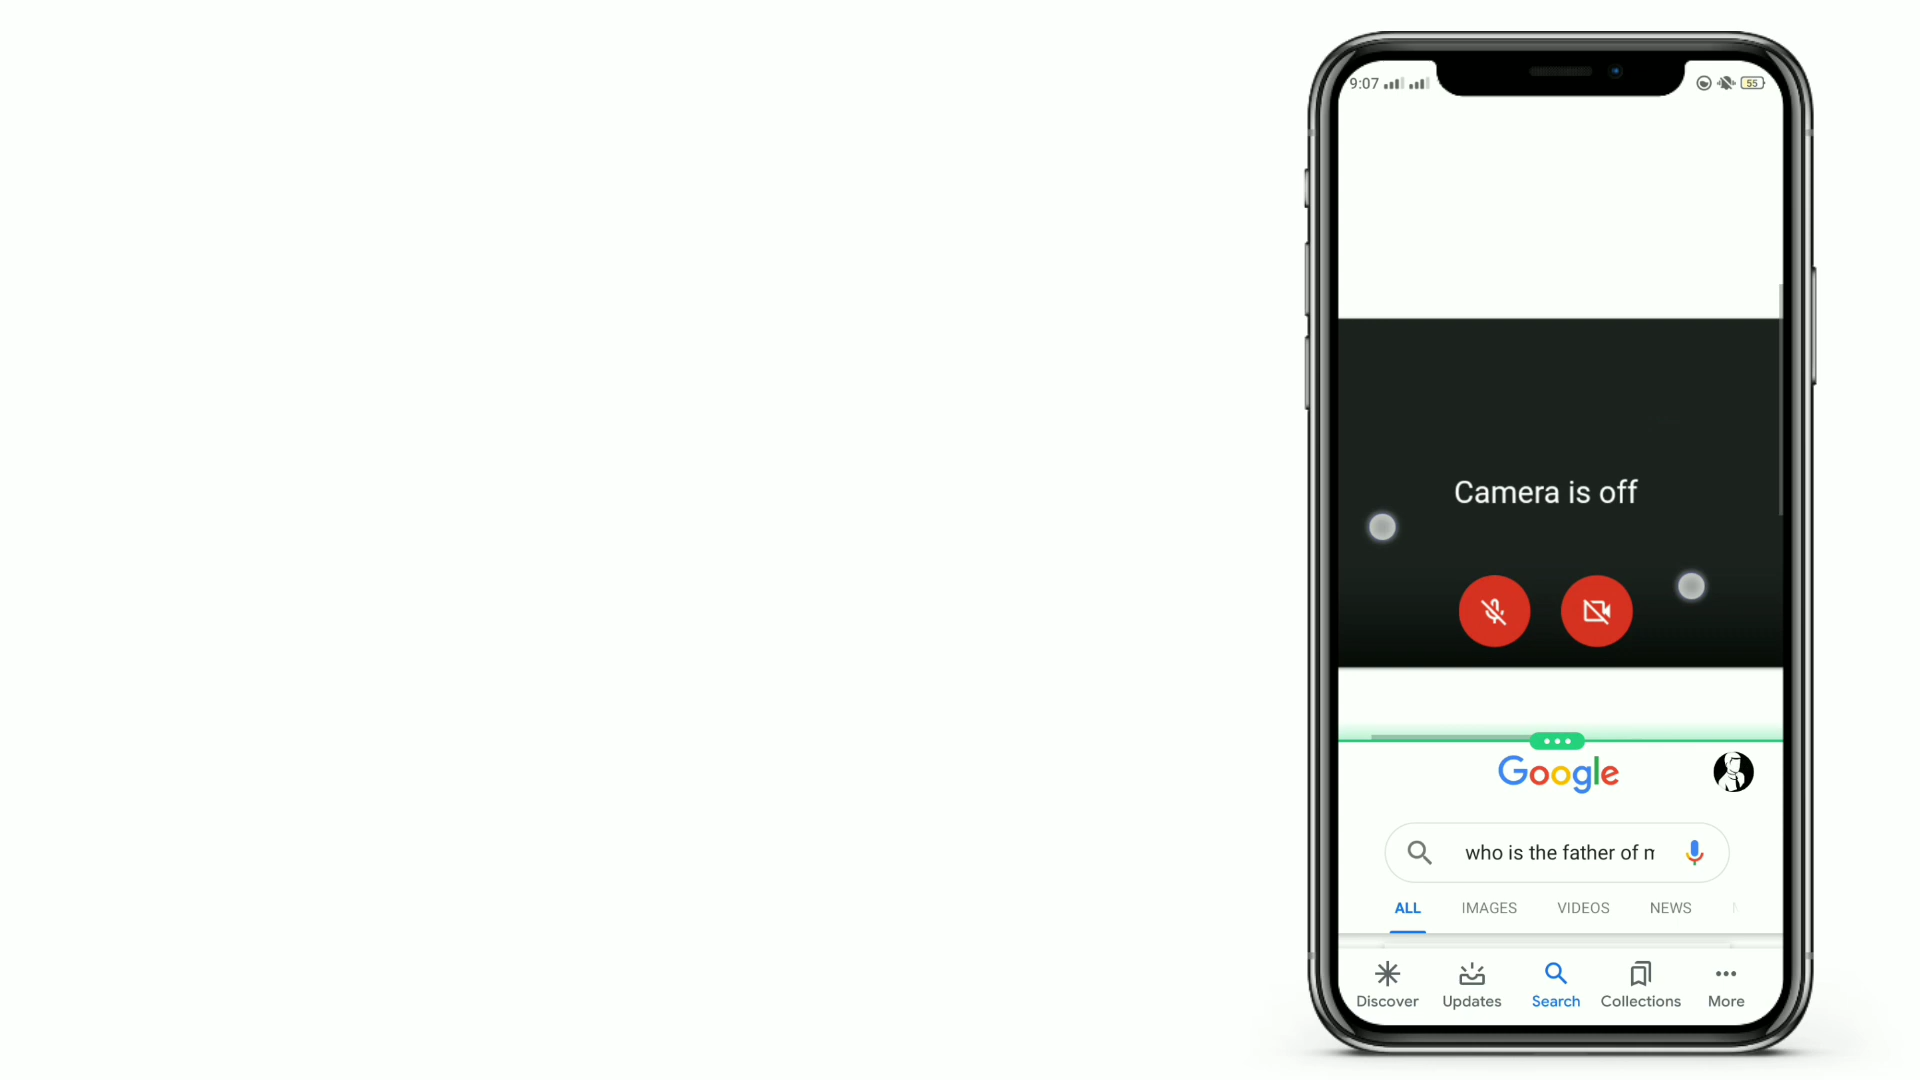 9:07
55
Camera is off
Google
who is the father of
ALL IMAGES VIDEOS NEWS
Discover Updates Search Collections More